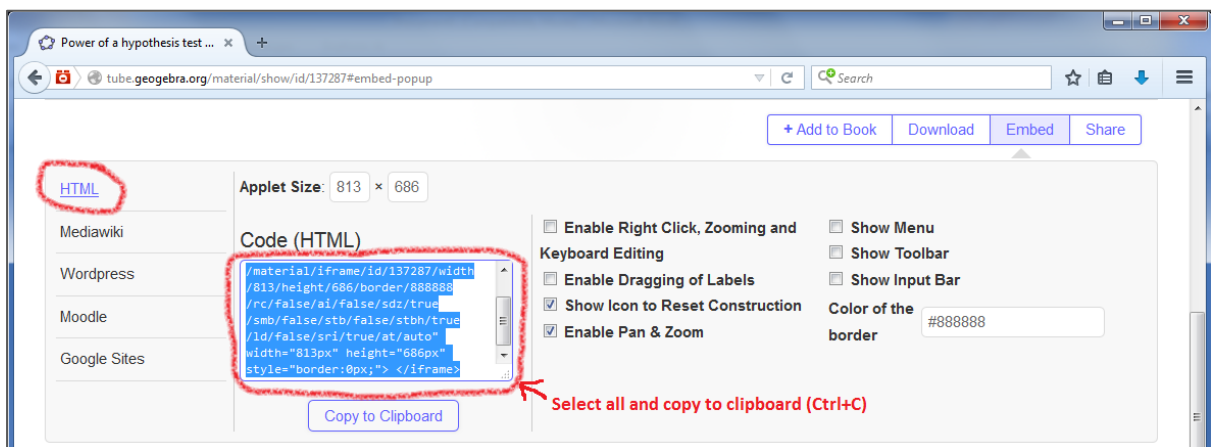 Power of a hypothesis test ...
tube.geogebra.org/material/show/id/137287#embed-popup
Search
+ Add to Book
Download
Embed
Share
HTML
Mediawiki
Wordpress
Moodle
Google Sites
Applet Size: 813 × 686
Code (HTML)
/material/iframe/id/137287/width
/813/height/686/border/888888
/rc/false/ai/false/sdz/true
/smb/false/stb/false/stbh/true
/ld/false/sri/true/at/auto"
width="813px" height="686px"
style="border:0px;"> </iframe>
Copy to Clipboard
Enable Right Click, Zooming and
Keyboard Editing
Enable Dragging of Labels
Show Icon to Reset Construction
Enable Pan & Zoom
Show Menu
Show Toolbar
Show Input Bar
Color of the
border
#888888
Select all and copy to clipboard (Ctrl+C)